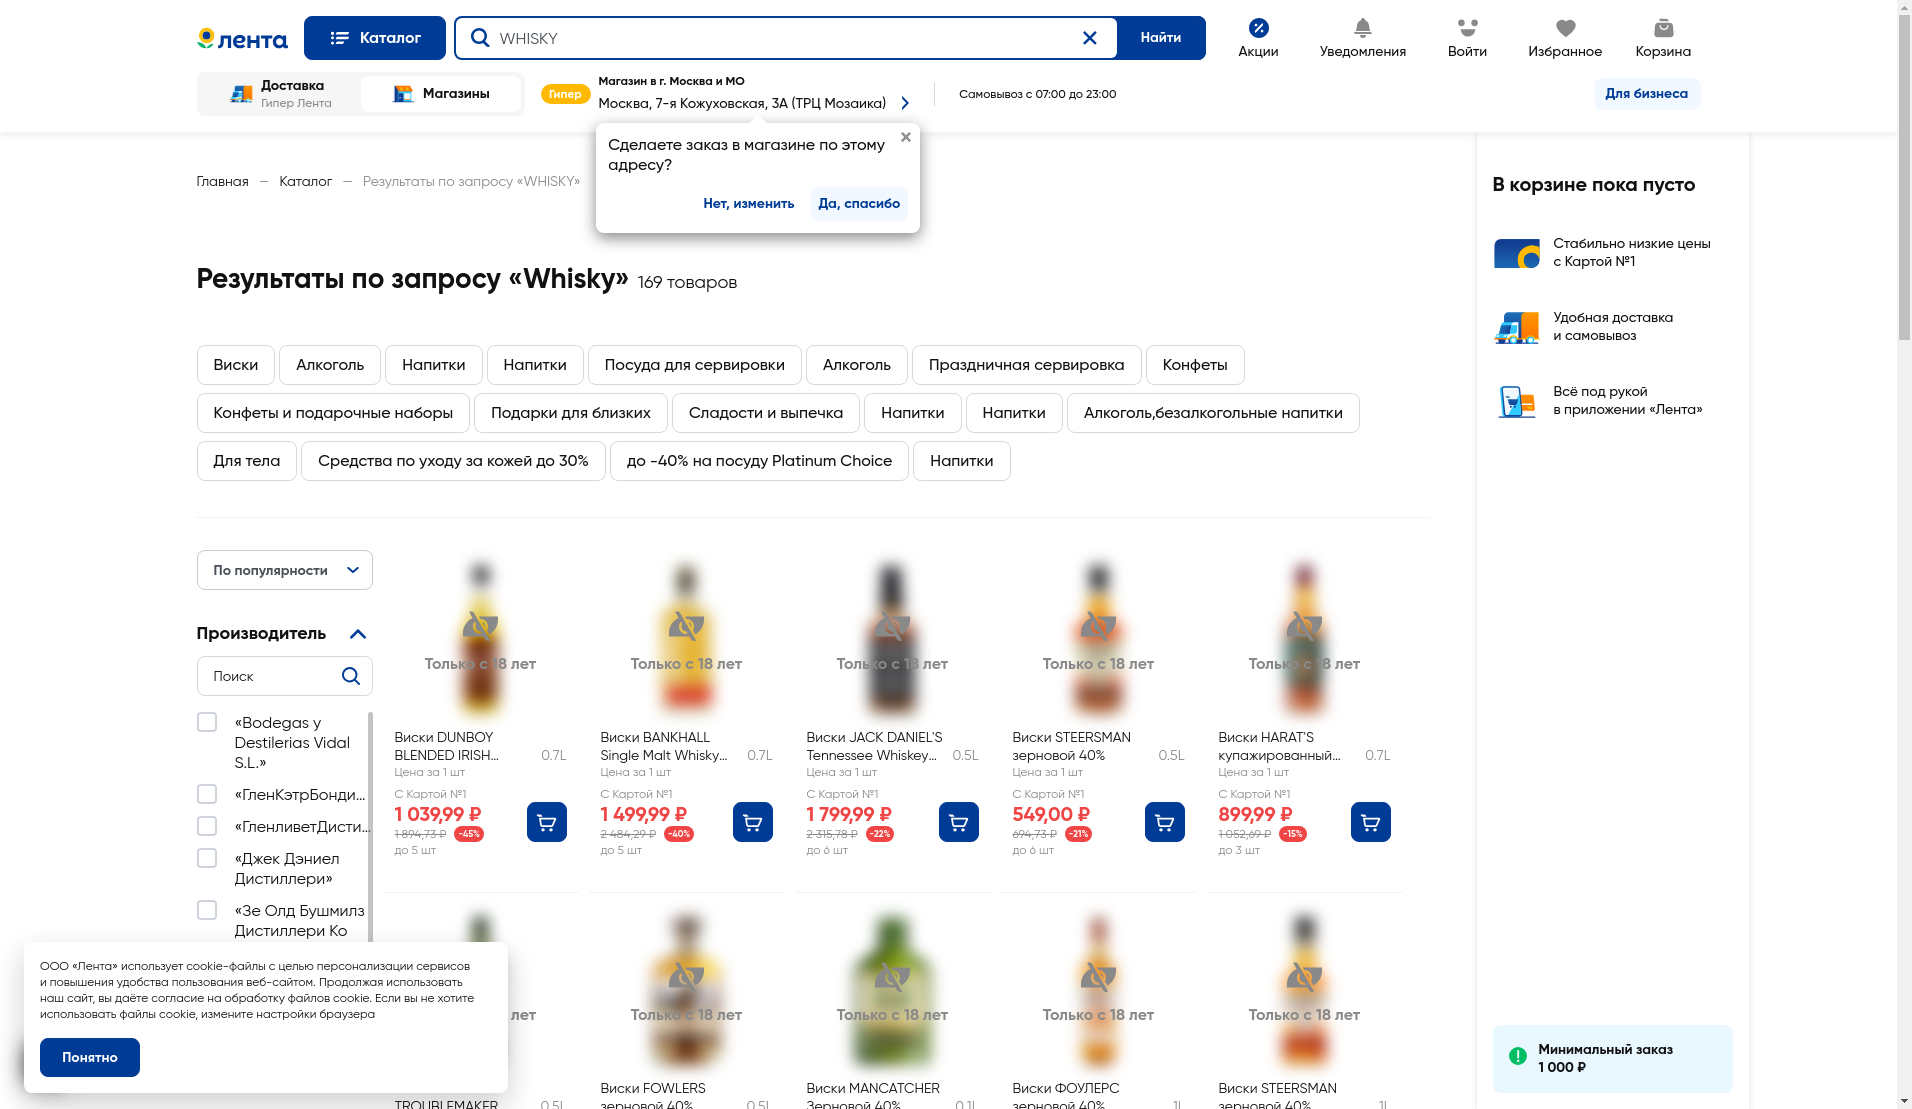 лента
Каталог
WHISKY
Найти
Акции
Уведомления
Войти
Избранное
Корзина
Доставка
Гипер Лента
Магазины
Гипер
Магазин в г. Москва и МО
Москва, 7-я Кожуховская, 3А (ТРЦ Мозаика)
Самовывоз с 07:00 до 23:00
Для бизнеса
Сделаете заказ в магазине по этому
адресу?
Нет, изменить
Да, спасибо
Главная — Каталог — Результаты по запросу «WHISKY»
Результаты по запросу «Whisky» 169 товаров
Виски
Алкоголь
Напитки
Напитки
Посуда для сервировки
Алкоголь
Праздничная сервировка
Конфеты
Конфеты и подарочные наборы
Подарки для близких
Сладости и выпечка
Напитки
Напитки
Алкоголь,безалкогольные напитки
Для тела
Средства по уходу за кожей до 30%
до -40% на посуду Platinum Choice
Напитки
По популярности
Производитель
Поиск
«Bodegas y
Destilerias Vidal
S.L.»
«ГленКэтрБонди...
«ГленливетДисти...
«Джек Дэниел
Дистиллери»
«Зе Олд Бушмилз
Дистиллери Ко
Только с 18 лет
Виски DUNBOY
BLENDED IRISH...
0.7L
Цена за 1 шт
С Картой №1
1 039,99 ₽
1 894,73 ₽
-45%
до 5 шт
Только с 18 лет
Виски BANKHALL
Single Malt Whisky...
0.7L
Цена за 1 шт
С Картой №1
1 499,99 ₽
2 484,29 ₽
-40%
до 5 шт
Только с 18 лет
Виски JACK DANIEL'S
Tennessee Whiskey...
0.5L
Цена за 1 шт
С Картой №1
1 799,99 ₽
2 315,78 ₽
-22%
до 6 шт
Только с 18 лет
Виски STEERSMAN
зерновой 40%
0.5L
Цена за 1 шт
С Картой №1
549,00 ₽
694,73 ₽
-21%
до 6 шт
Только с 18 лет
Виски HARAT'S
купажированный...
0.7L
Цена за 1 шт
С Картой №1
899,99 ₽
1 052,69 ₽
-15%
до 3 шт
лет
TROUBLEMAKER
0.5L
Только с 18 лет
Виски FOWLERS
зерновой 40%
0.5L
Только с 18 лет
Виски MANCATCHER
Зерновой 40%
0.1L
Только с 18 лет
Виски ФОУЛЕРС
зерновой 40%
1L
Только с 18 лет
Виски STEERSMAN
зерновой 40%
1L
В корзине пока пусто
Стабильно низкие цены
с Картой №1
Удобная доставка
и самовывоз
Всё под рукой
в приложении «Лента»
Минимальный заказ
1 000 ₽
ООО «Лента» использует cookie-файлы с целью персонализации сервисов
и повышения удобства пользования веб-сайтом. Продолжая использовать
наш сайт, вы даёте согласие на обработку файлов cookie. Если вы не хотите
использовать файлы cookie, измените настройки браузера
Понятно